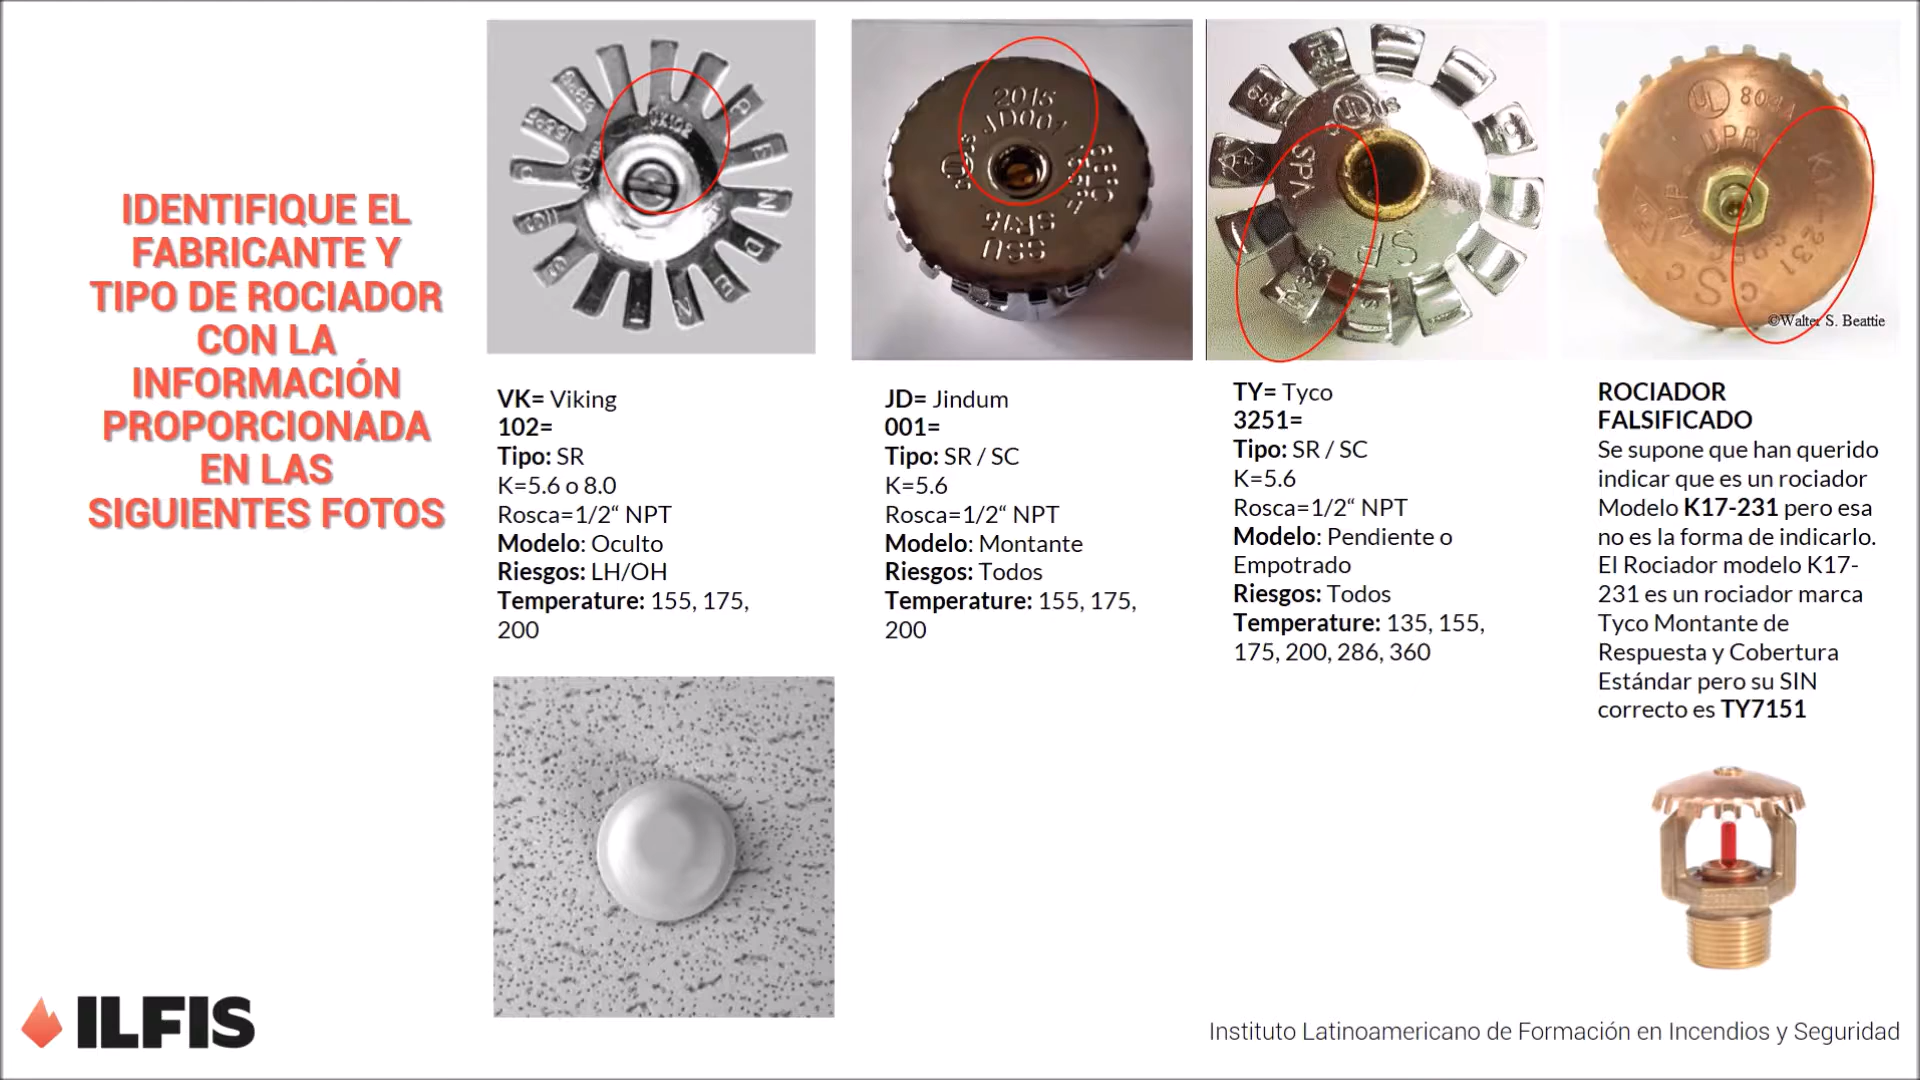 IDENTIFIQUE EL
FABRICANTE Y
TIPO DE ROCIADOR
CON LA
INFORMACIÓN
PROPORCIONADA
EN LAS
SIGUIENTES FOTOS
2015
JD001
SR15
SSU
SPA
SR
UL
©Walter S. Beattie
VK= Viking
102=
Tipo: SR
K=5.6 o 8.0
Rosca=1/2“ NPT
Modelo: Oculto
Riesgos: LH/OH
Temperature: 155, 175,
200
JD= Jindum
001=
Tipo: SR / SC
K=5.6
Rosca=1/2“ NPT
Modelo: Montante
Riesgos: Todos
Temperature: 155, 175,
200
TY= Tyco
3251=
Tipo: SR / SC
K=5.6
Rosca=1/2“ NPT
Modelo: Pendiente o
Empotrado
Riesgos: Todos
Temperature: 135, 155,
175, 200, 286, 360
ROCIADOR
FALSIFICADO
Se supone que han querido
indicar que es un rociador
Modelo K17-231 pero esa
no es la forma de indicarlo.
El Rociador modelo K17-
231 es un rociador marca
Tyco Montante de
Respuesta y Cobertura
Estándar pero su SIN
correcto es TY7151
ILFIS
Instituto Latinoamericano de Formación en Incendios y Seguridad